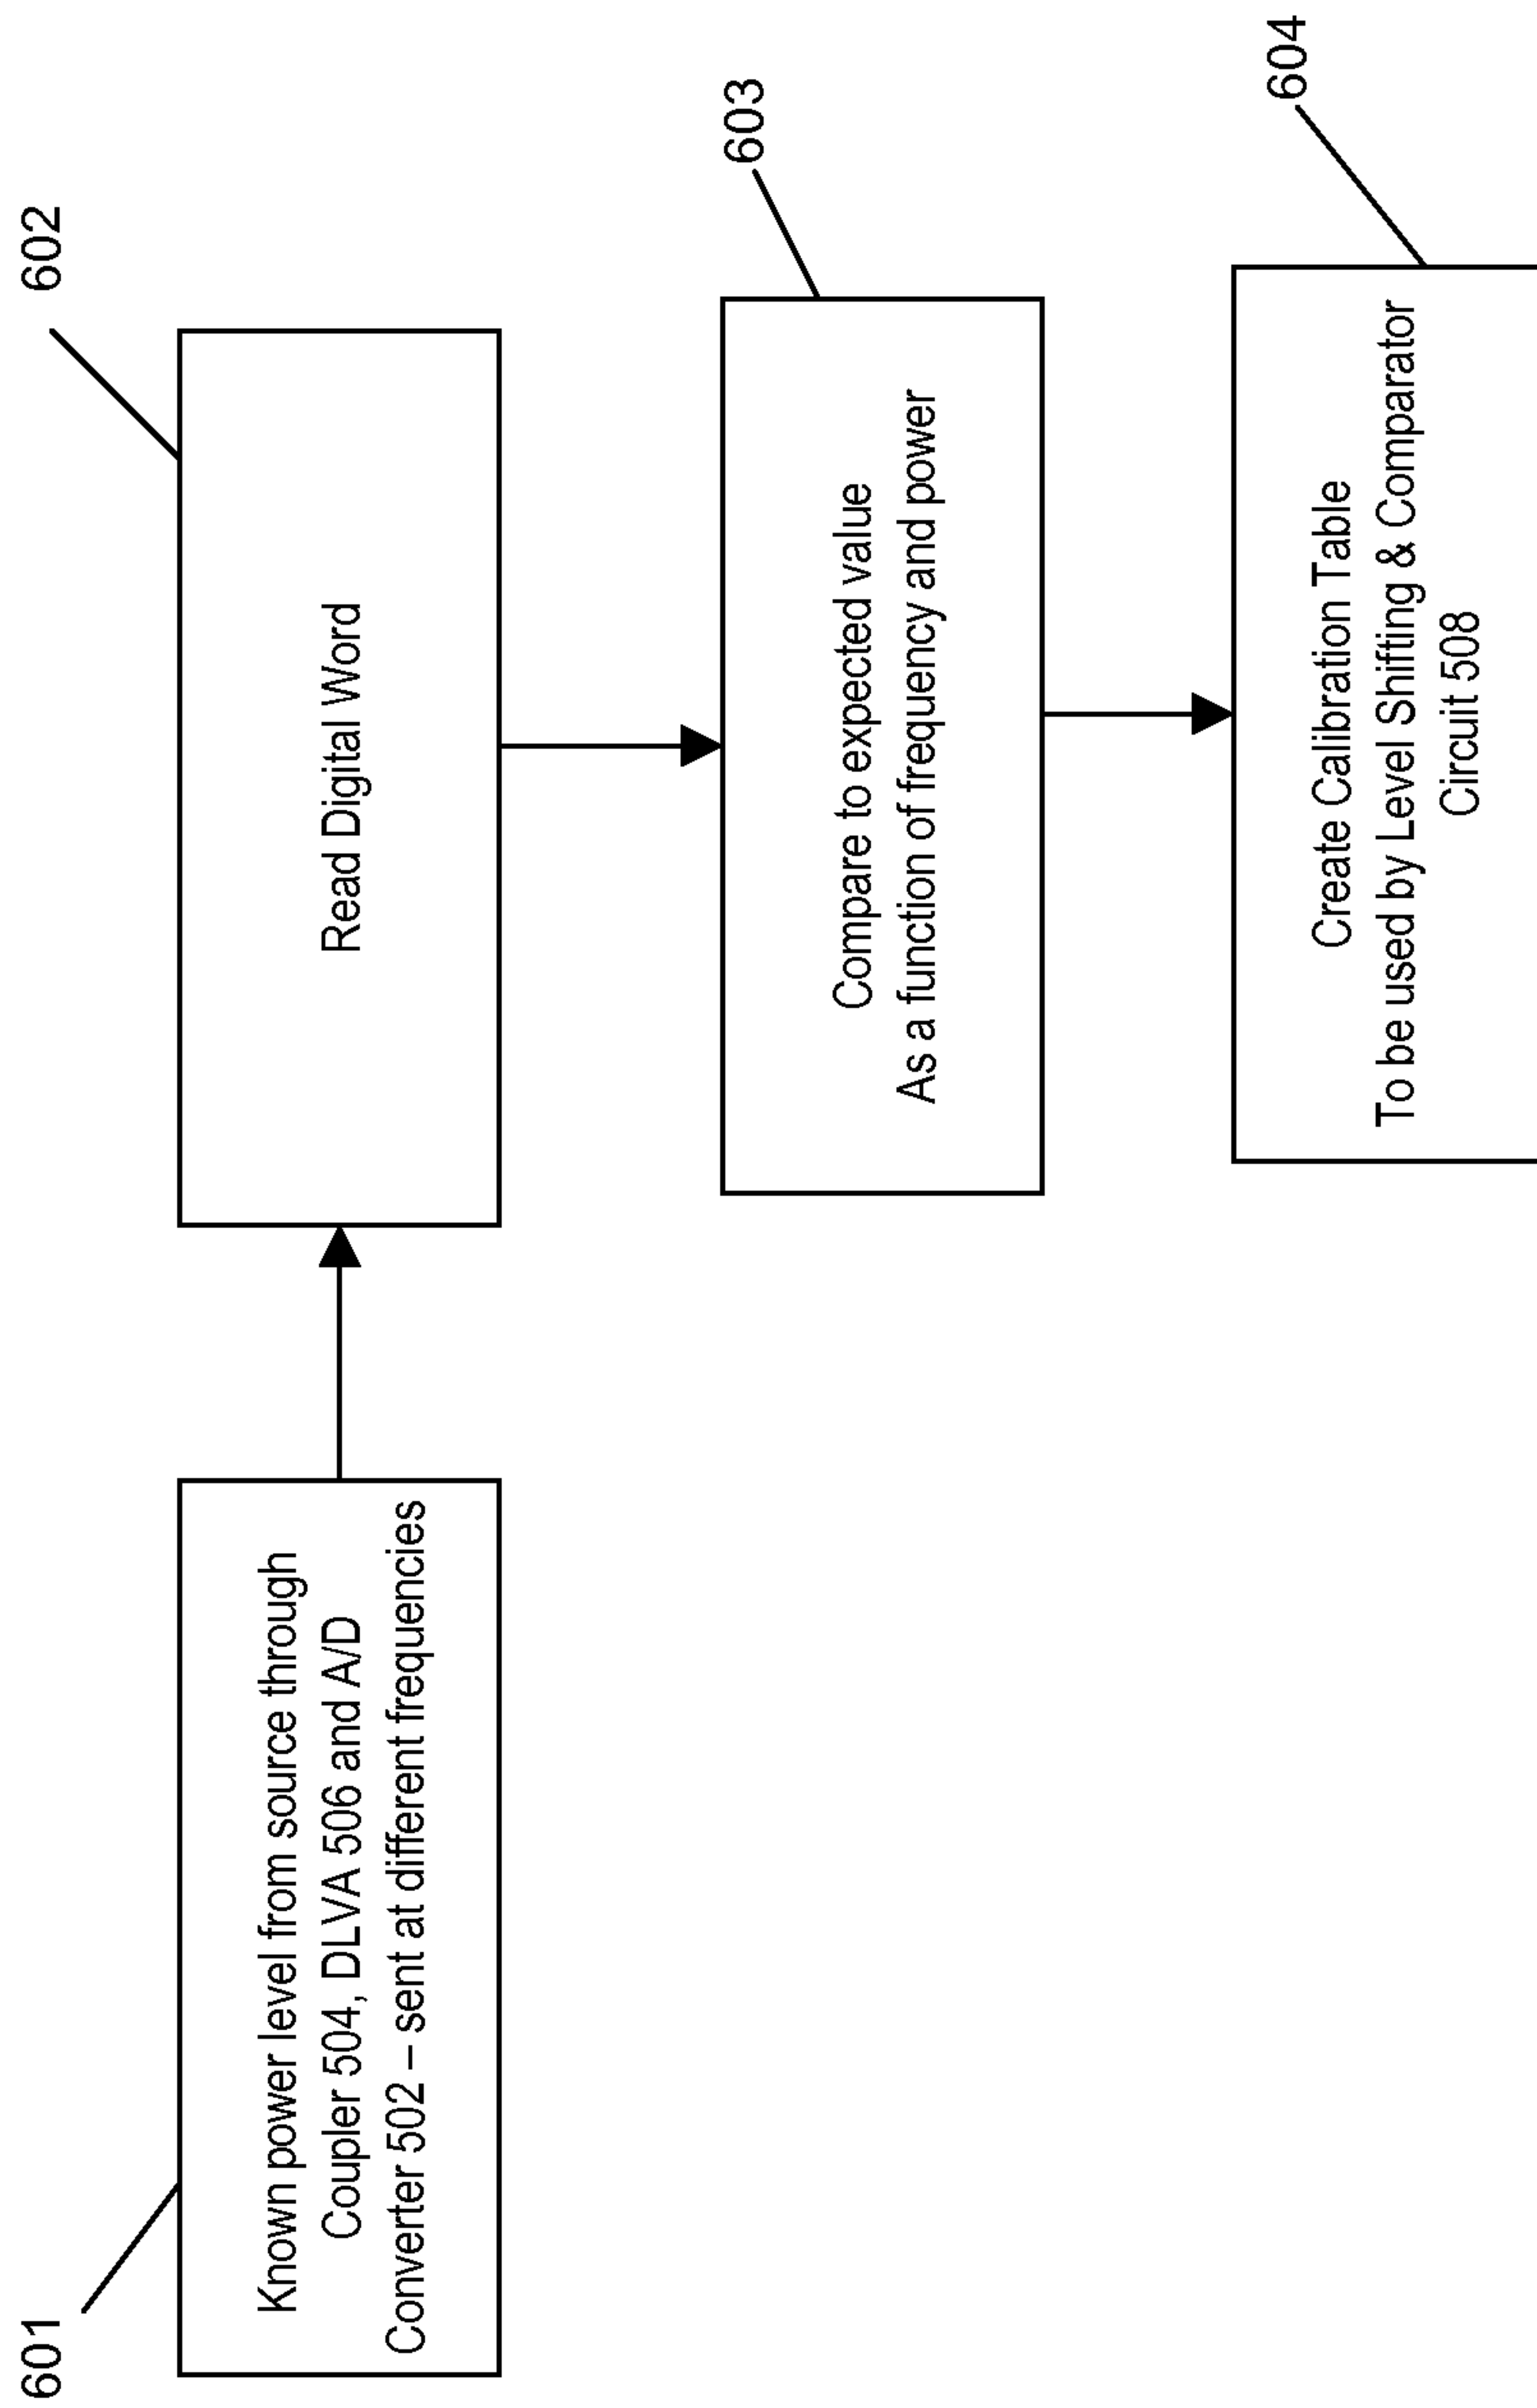 601
Known power level from source through
Coupler 504, DLVA 506 and A/D
Converter 502 – sent at different frequencies
602
Read Digital Word
603
Compare to expected value
As a function of frequency and power
604
Create Calibration Table
To be used by Level Shifting & Comparator
Circuit 508